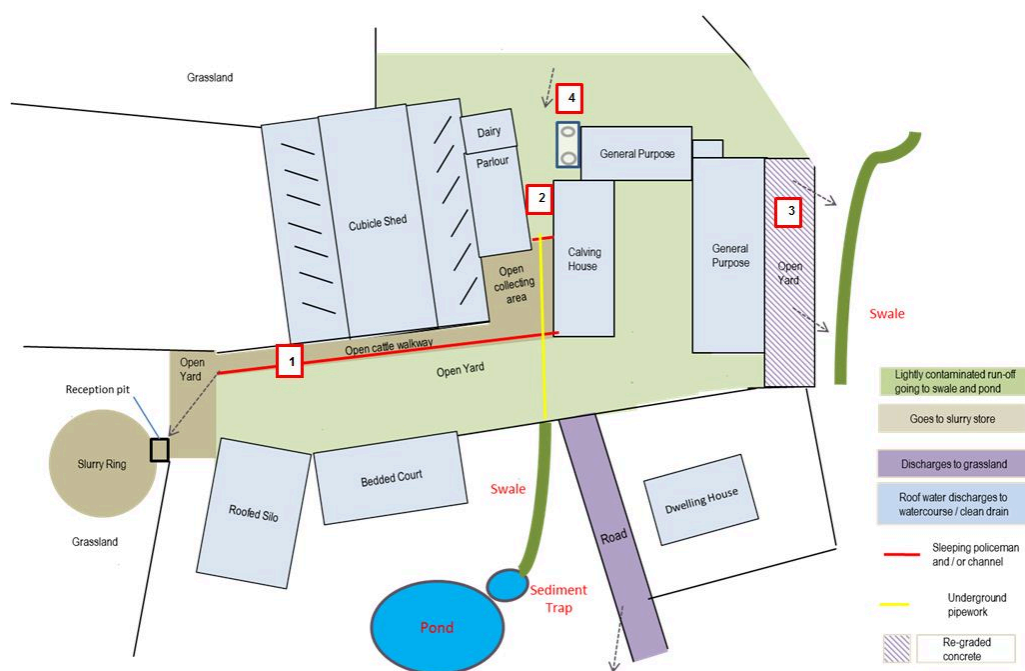 Grassland
4
Dairy
Parlour
General Purpose
2
3
Cubicle Shed
Calving
House
General
Purpose
Open
Yard
Open
collecting
area
Swale
1
Open cattle walkway
Open
Yard
Open Yard
Reception pit
Lightly contaminated run-off
going to swale and pond
Goes to slurry store
Slurry Ring
Bedded Court
Swale
Discharges to grassland
Roofed Silo
Dwelling House
Roof water discharges to
watercourse / clean drain
Grassland
Road
Sleeping policeman
and / or channel
Sediment
Trap
Underground
pipework
Pond
Re-graded
concrete